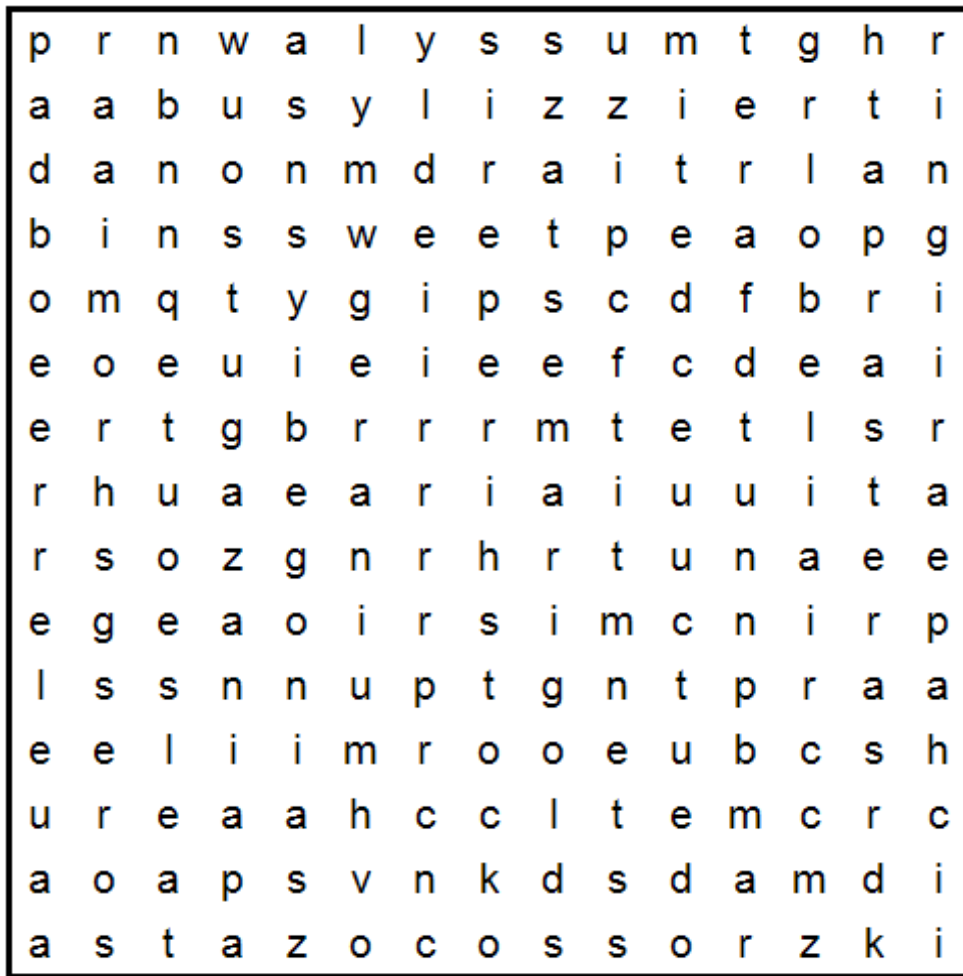 p r n w a l y s s u m t g h r
a a b u s y l i z z i e r t i
d a n o n m d r a i t r l a n
b i n s s w e e t p e a o p g
o m q t y g i p s c d f b r i
e o e u i e i e e f c d e a i
e r t g b r r r m t e t l s r
r h u a e a r i a i u u i t a
r s o z g n r h r t u n a e e
e g e a o i r s i m c n i r p
l s s n n u p t g n t p r a a
e e l i i m r o o e u b c s h
u r e a a h c c l t e m c r c
a o a p s v n k d s d a m d i
a s t a z o c o s s o r z k i